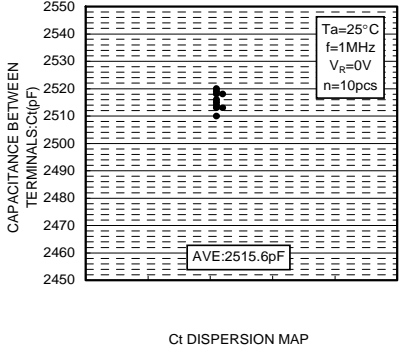 2550
2540
2530
2520
2510
2500
2490
2480
2470
2460
2450
CAPACITANCE BETWEEN
TERMINALS:Ct(pF)
Ta=25°C
f=1MHz
VR=0V
n=10pcs
AVE:2515.6pF
Ct DISPERSION MAP